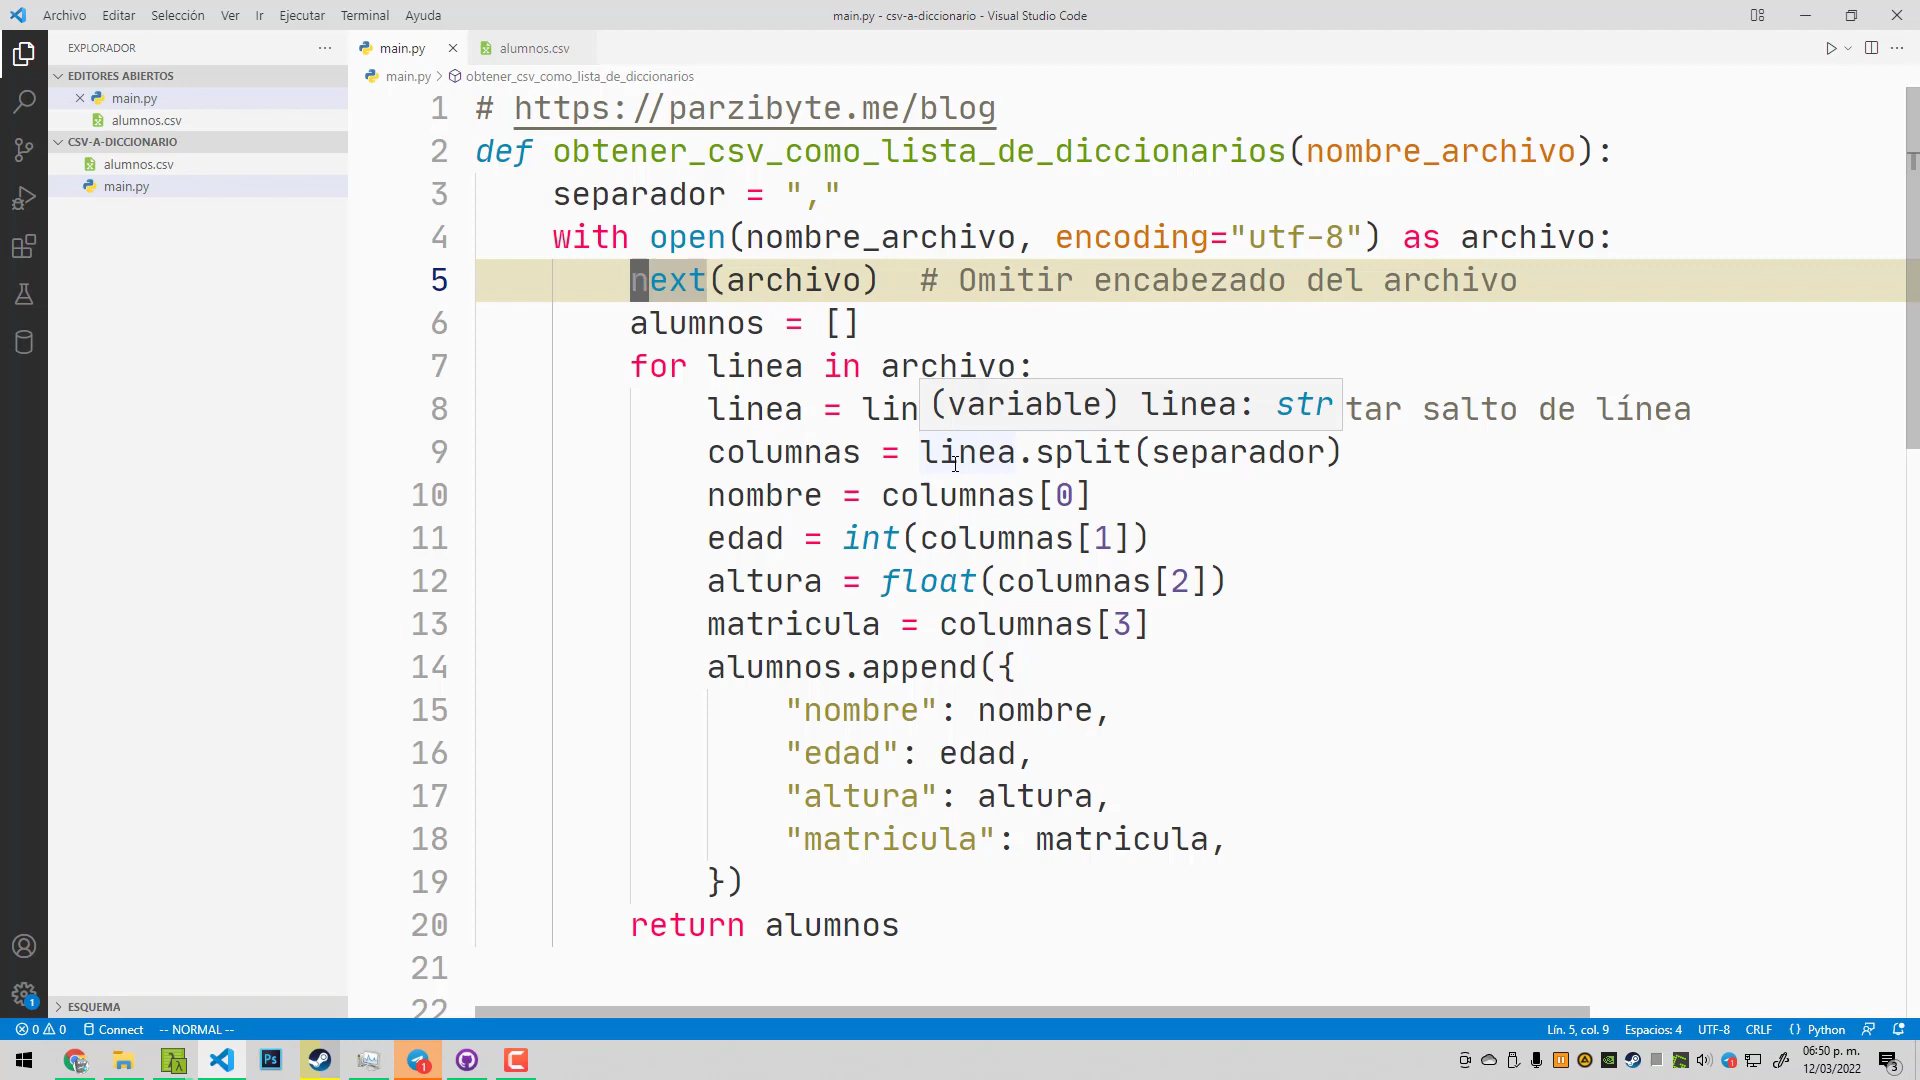 Archivo Editar Selección Ver Ir Ejecutar Terminal Ayuda
main.py - csv-a-diccionario - Visual Studio Code
EXPLORADOR
EDITORES ABIERTOS
main.py
alumnos.csv
CSV-A-DICCIONARIO
alumnos.csv
main.py
ESQUEMA
main.py
alumnos.csv
main.py > obtener_csv_como_lista_de_diccionarios
1 # https://parzibyte.me/blog
2 def obtener_csv_como_lista_de_diccionarios(nombre_archivo):
3 separador = ","
4 with open(nombre_archivo, encoding="utf-8") as archivo:
5 next(archivo) # Omitir encabezado del archivo
6 alumnos = []
7 for linea in archivo:
8 linea = lin
(variable) linea: str
tar salto de línea
9 columnas = linea.split(separador)
10 nombre = columnas[0]
11 edad = int(columnas[1])
12 altura = float(columnas[2])
13 matricula = columnas[3]
14 alumnos.append({
15 "nombre": nombre,
16 "edad": edad,
17 "altura": altura,
18 "matricula": matricula,
19 })
20 return alumnos
21
22
1
0 0 Connect -- NORMAL --
Lín. 5, col. 9 Espacios: 4 UTF-8 CRLF {} Python
Ps
1
06:50 p. m.
12/03/2022
3